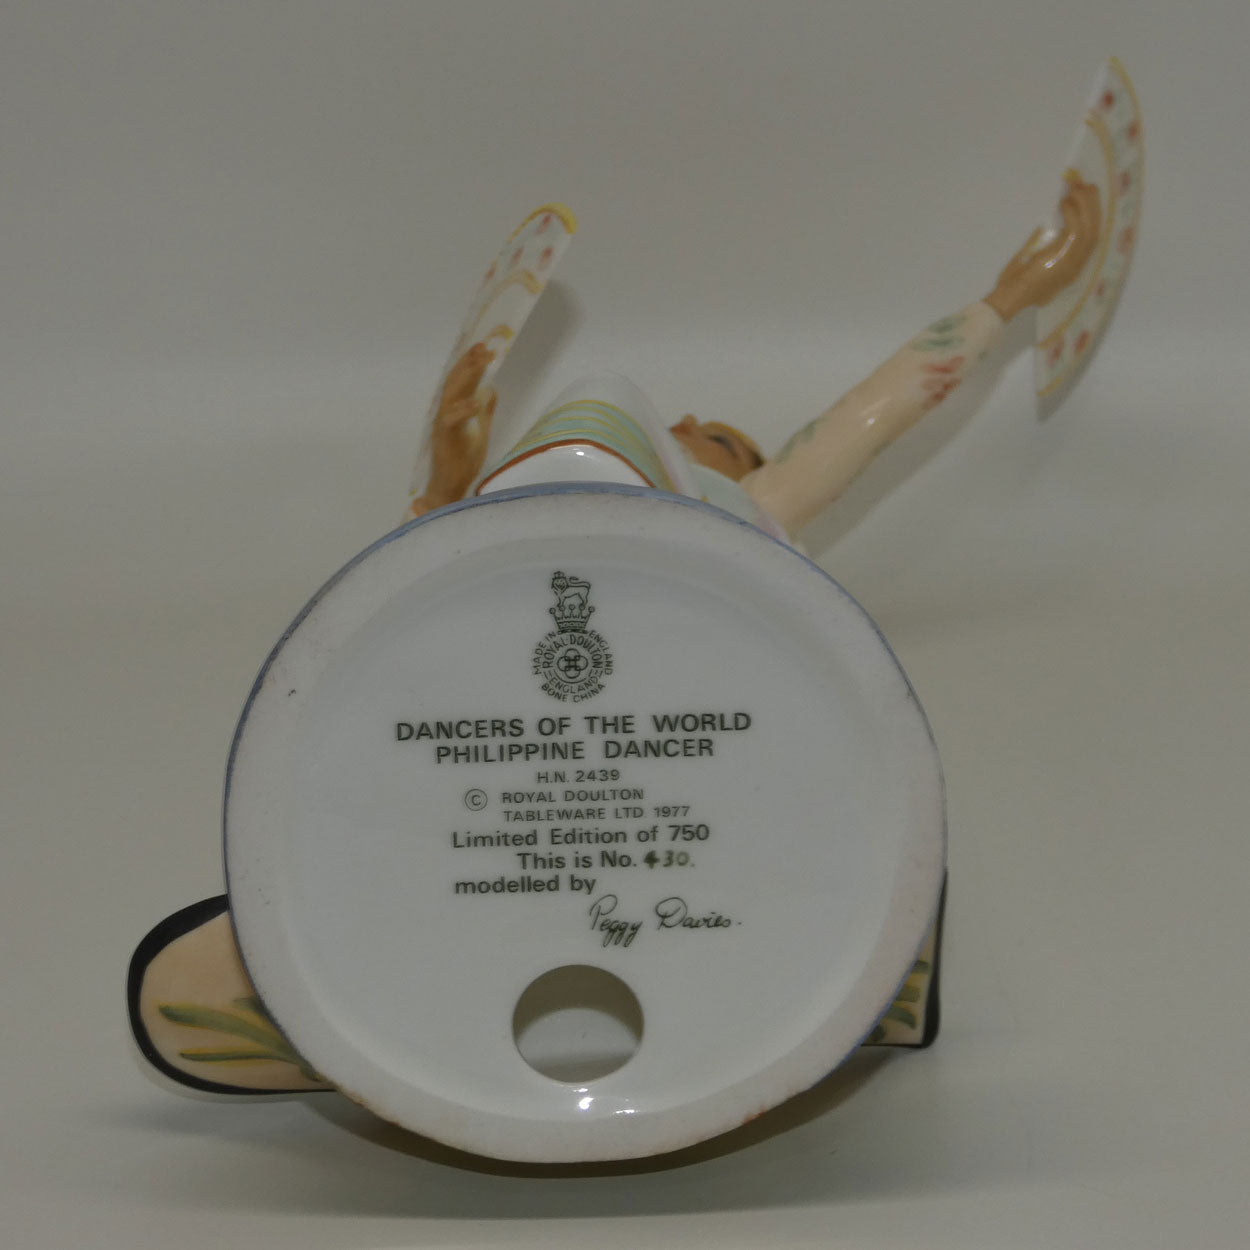 MADE IN ENGLAND
ROYAL DOULTON
ENGLAND
BONE CHINA
DANCERS OF THE WORLD
PHILIPPINE DANCER
H.N. 2439
© ROYAL DOULTON
TABLEWARE LTD 1977
Limited Edition of 750
This is No. 430.
modelled by
Peggy Davies.